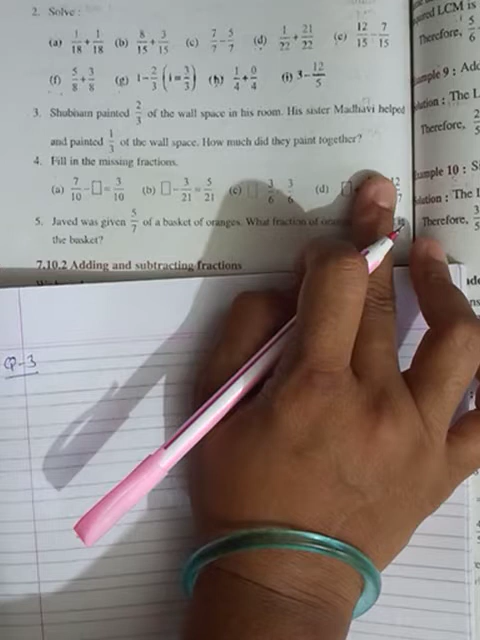 2. Solve :
(a) 1/18 + 1/18 (b) 8/15 + 3/15 (c) 7/7 - 5/7 (d) 1/22 + 21/22 (e) 12/15 - 7/15
(f) 5/8 + 3/8 (g) 1 - 2/3 (1 = 3/3) (h) 1/4 + 0/4 (i) 3 - 12/5
3. Shubham painted 2/3 of the wall space in his room. His sister Madhavi helped
and painted 1/3 of the wall space. How much did they paint together?
4. Fill in the missing fractions.
(a) 7/10 - □ = 3/10 (b) □ - 3/21 = 5/21 (c) □ 3/6 3/6 (d) □
5. Javed was given 5/7 of a basket of oranges. What fraction of
the basket?
7.10.2 Adding and subtracting fractions
Q-3
LCM is
Therefore, 5/6
Example 9 : Add
Solution : The L
Therefore,
Example 10 :
Solution : The
Therefore, 3/5